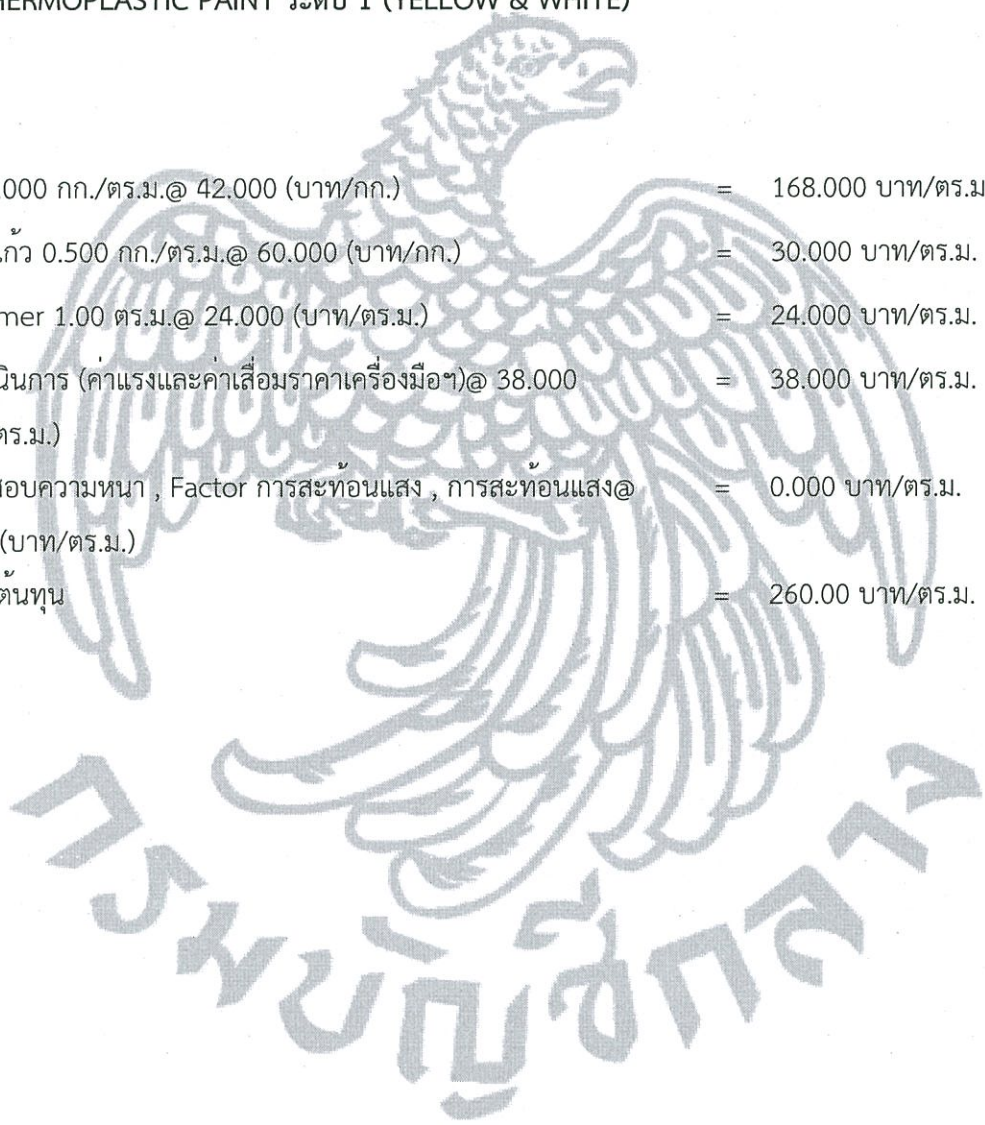 THERMOPLASTIC PAINT ระดับ 1 (YELLOW & WHITE)
.000 กก./ตร.ม.@ 42.000 (บาท/กก.) = 168.000 บาท/ตร.ม
แก้ว 0.500 กก./ตร.ม.@ 60.000 (บาท/กก.) = 30.000 บาท/ตร.ม.
mer 1.00 ตร.ม.@ 24.000 (บาท/ตร.ม.) = 24.000 บาท/ตร.ม.
นินการ (ค่าแรงและค่าเสื่อมราคาเครื่องมือฯ)@ 38.000 = 38.000 บาท/ตร.ม.
ตร.ม.)
สอบความหนา , Factor การสะท้อนแสง , การสะท้อนแสง@ = 0.000 บาท/ตร.ม.
(บาท/ตร.ม.)
ต้นทุน = 260.00 บาท/ตร.ม.
กรมบัญชีกลาง